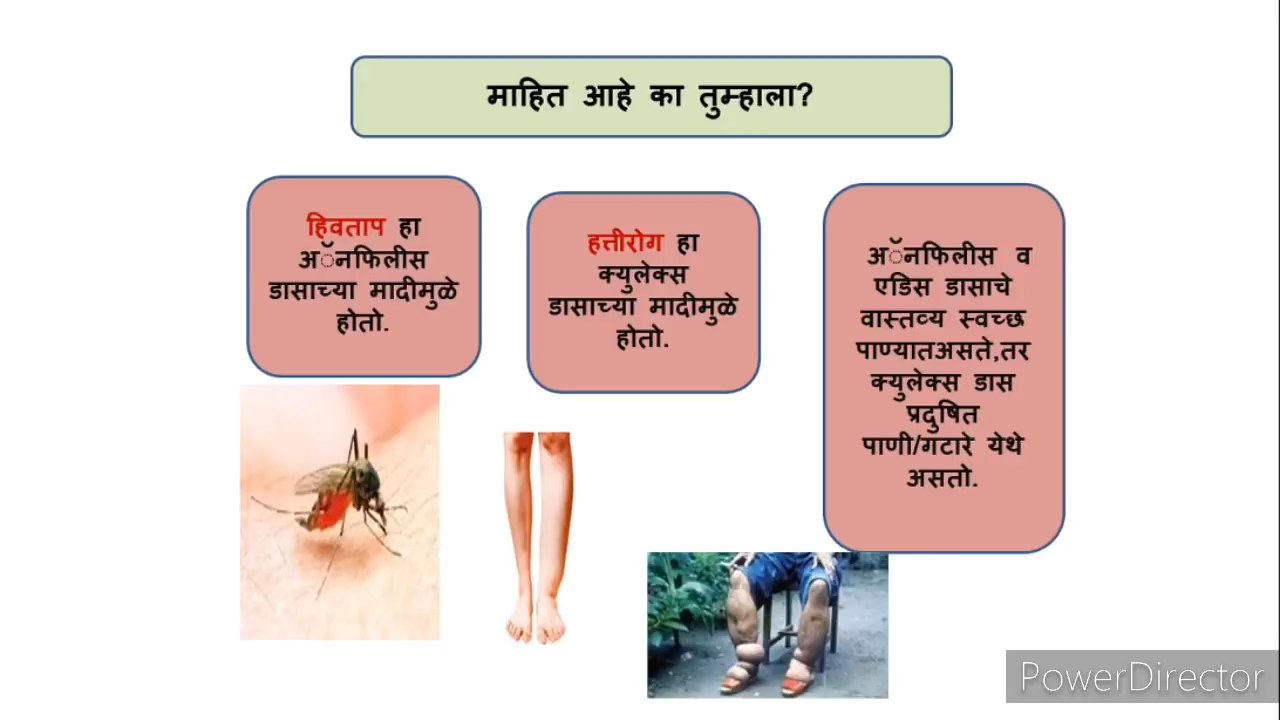 माहित आहे का तुम्हाला?
हिवताप हा
अॅनफिलीस
डासाच्या मादीमुळे
होतो.
हत्तीरोग हा
क्युलेक्स
डासाच्या मादीमुळे
होतो.
अॅनफिलीस व
एडिस डासाचे
वास्तव्य स्वच्छ
पाण्यातअसते,तर
क्युलेक्स डास
प्रदुषित
पाणी/गटारे येथे
असतो.
PowerDirector